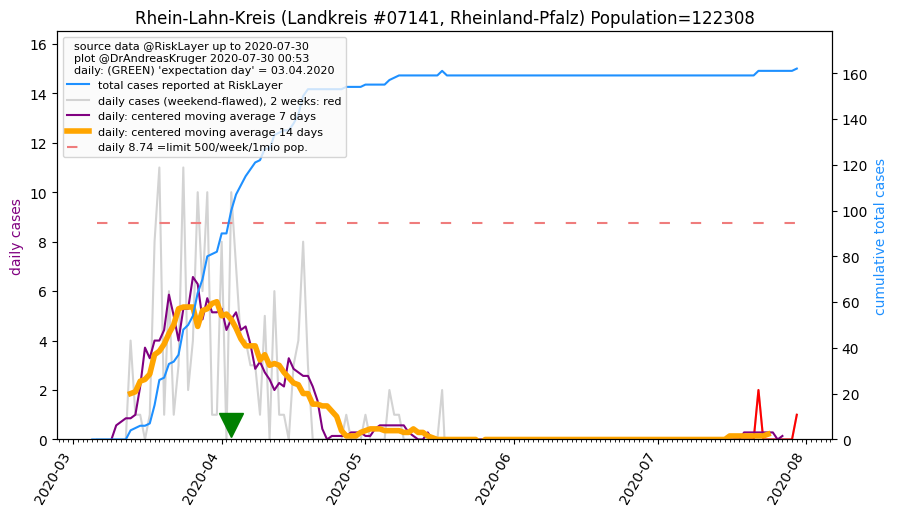 Rhein-Lahn-Kreis (Landkreis #07141, Rheinland-Pfalz) Population=122308
source data @RiskLayer up to 2020-07-30
plot @DrAndreasKruger 2020-07-30 00:53
daily: (GREEN) 'expectation day' = 03.04.2020
total cases reported at RiskLayer
daily cases (weekend-flawed), 2 weeks: red
daily: centered moving average 7 days
daily: centered moving average 14 days
daily 8.74 =limit 500/week/1mio pop.
daily cases
16
14
12
10
8
6
4
2
0
cumulative total cases
160
140
120
100
80
60
40
20
0
2020-03
2020-04
2020-05
2020-06
2020-07
2020-08